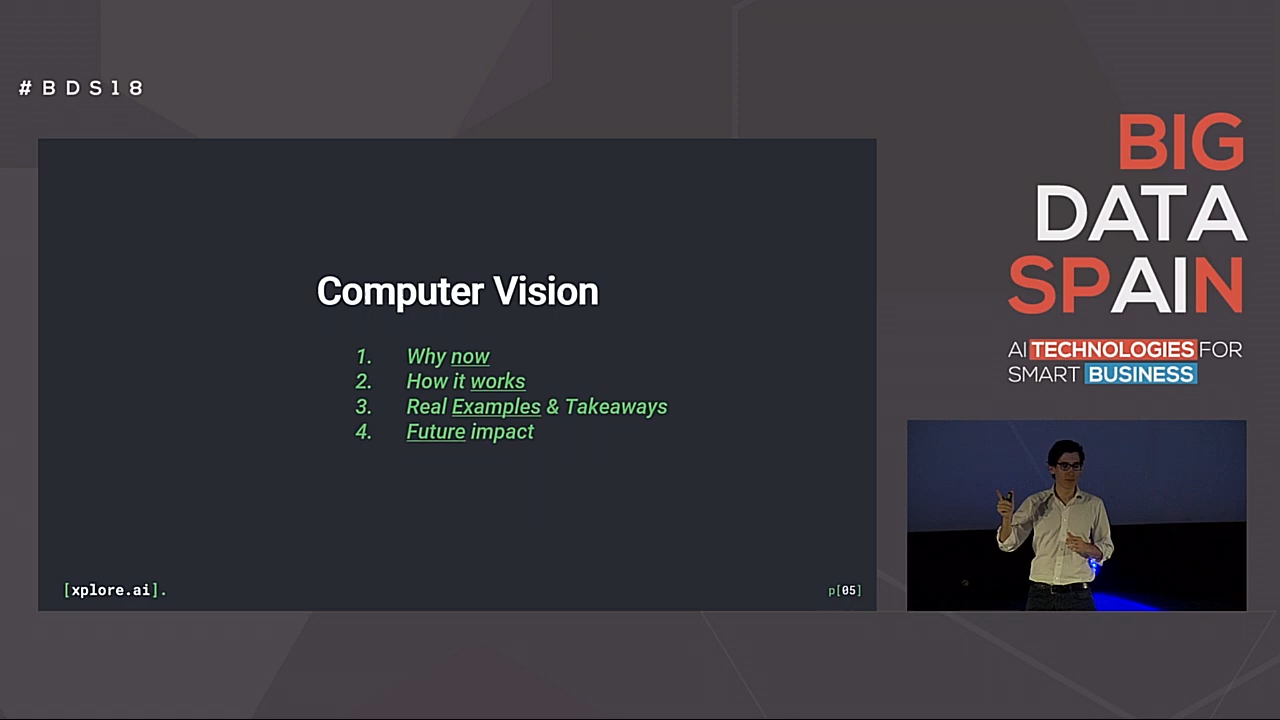 #BDS18
BIG
DATA
SPAIN
AI TECHNOLOGIES FOR
SMART BUSINESS
Computer Vision
1. Why now
2. How it works
3. Real Examples & Takeaways
4. Future impact
[xplore.ai].
p[05]